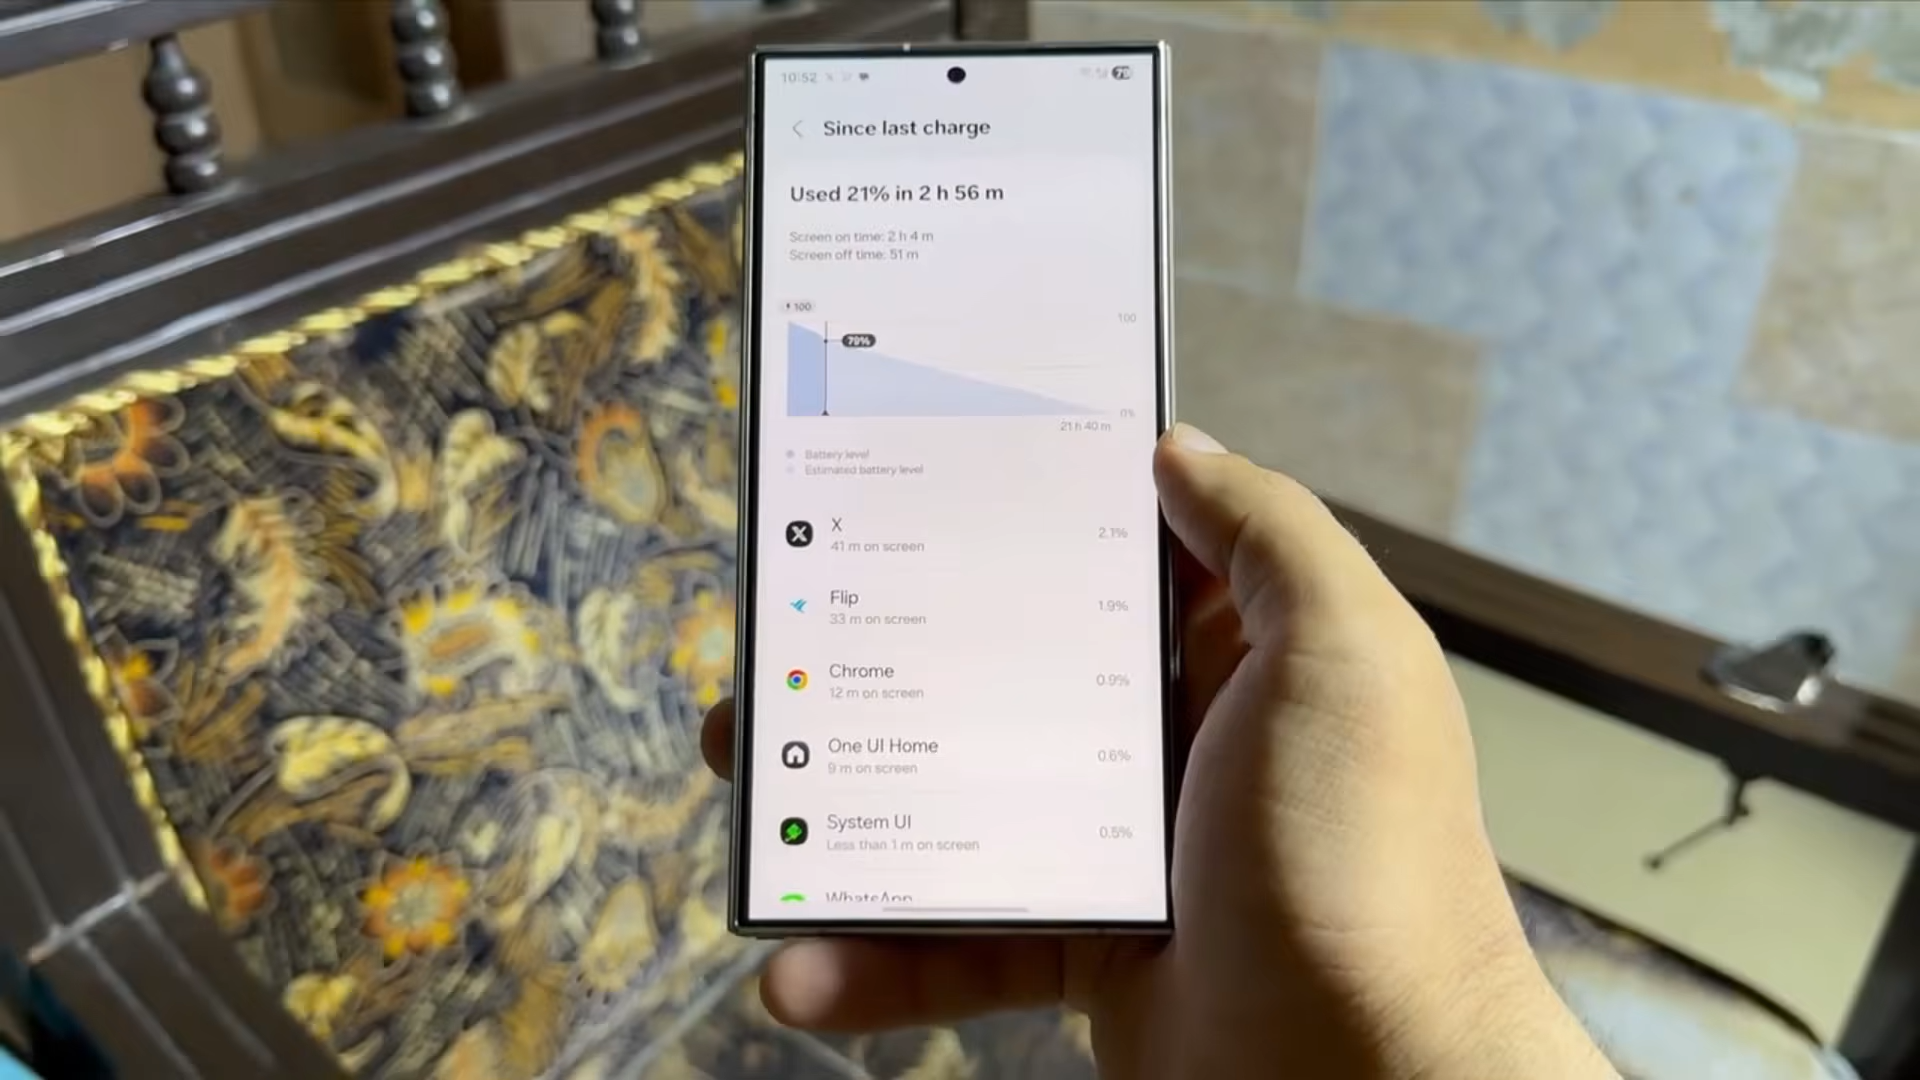 10:52
79
Since last charge
Used 21% in 2 h 56 m
Screen on time: 2 h 4 m
Screen off time: 51 m
100
100
79%
0%
21 h 40 m
Battery level
Estimated battery level
X
2.1%
41 m on screen
Flip
1.9%
33 m on screen
Chrome
0.9%
12 m on screen
One UI Home
0.6%
9 m on screen
System UI
0.5%
Less than 1 m on screen
WhatsApp